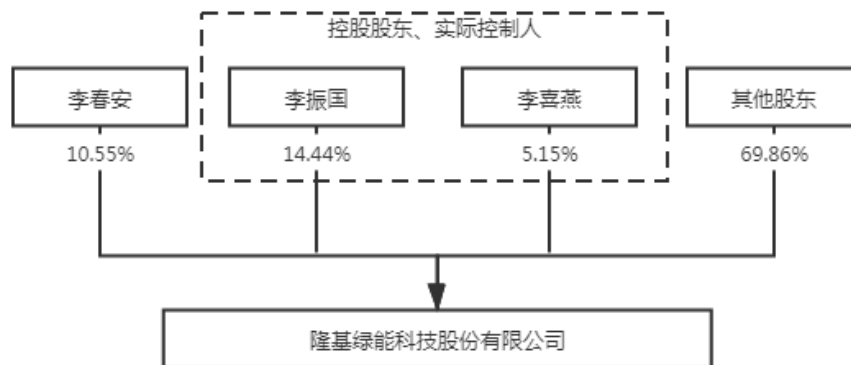 控股股东、实际控制人
李春安
李振国
李喜燕
其他股东
10.55%
14.44%
5.15%
69.86%
隆基绿能科技股份有限公司